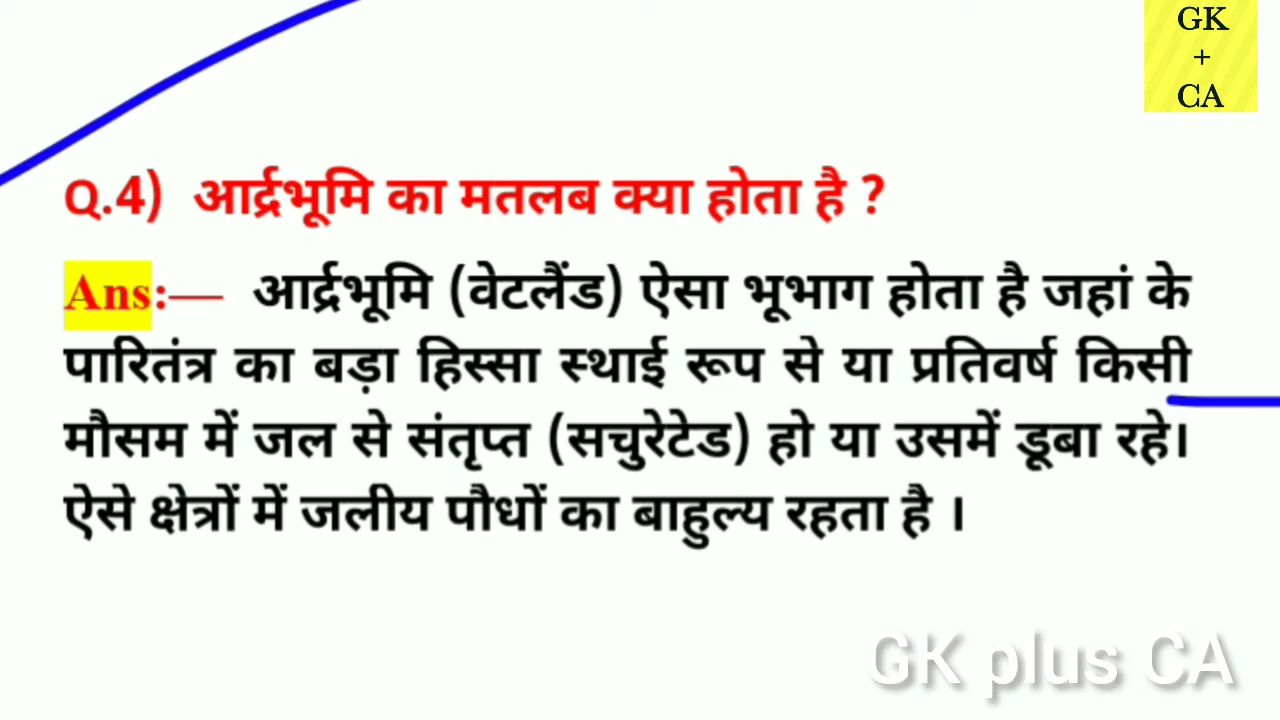 GK
+
CA
Q.4) आर्द्रभूमि का मतलब क्या होता है ?
Ans:— आर्द्रभूमि (वेटलैंड) ऐसा भूभाग होता है जहां के
पारितंत्र का बड़ा हिस्सा स्थाई रूप से या प्रतिवर्ष किसी
मौसम में जल से संतृप्त (सचुरेटेड) हो या उसमें डूबा रहे।
ऐसे क्षेत्रों में जलीय पौधों का बाहुल्य रहता है ।
GK plus CA